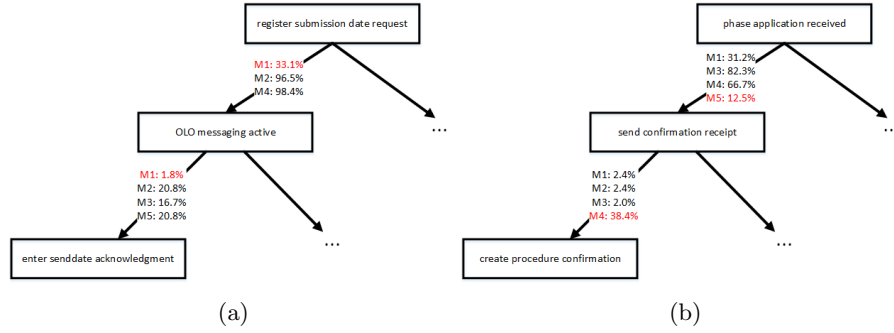 register submission date request
M1: 33.1%
M2: 96.5%
M4: 98.4%
OLO messaging active
...
M1: 1.8%
M2: 20.8%
M3: 16.7%
M5: 20.8%
enter senddate acknowledgment
...
(a)
phase application received
M1: 31.2%
M3: 82.3%
M4: 66.7%
M5: 12.5%
send confirmation receipt
...
M1: 2.4%
M2: 2.4%
M3: 2.0%
M4: 38.4%
create procedure confirmation
...
(b)